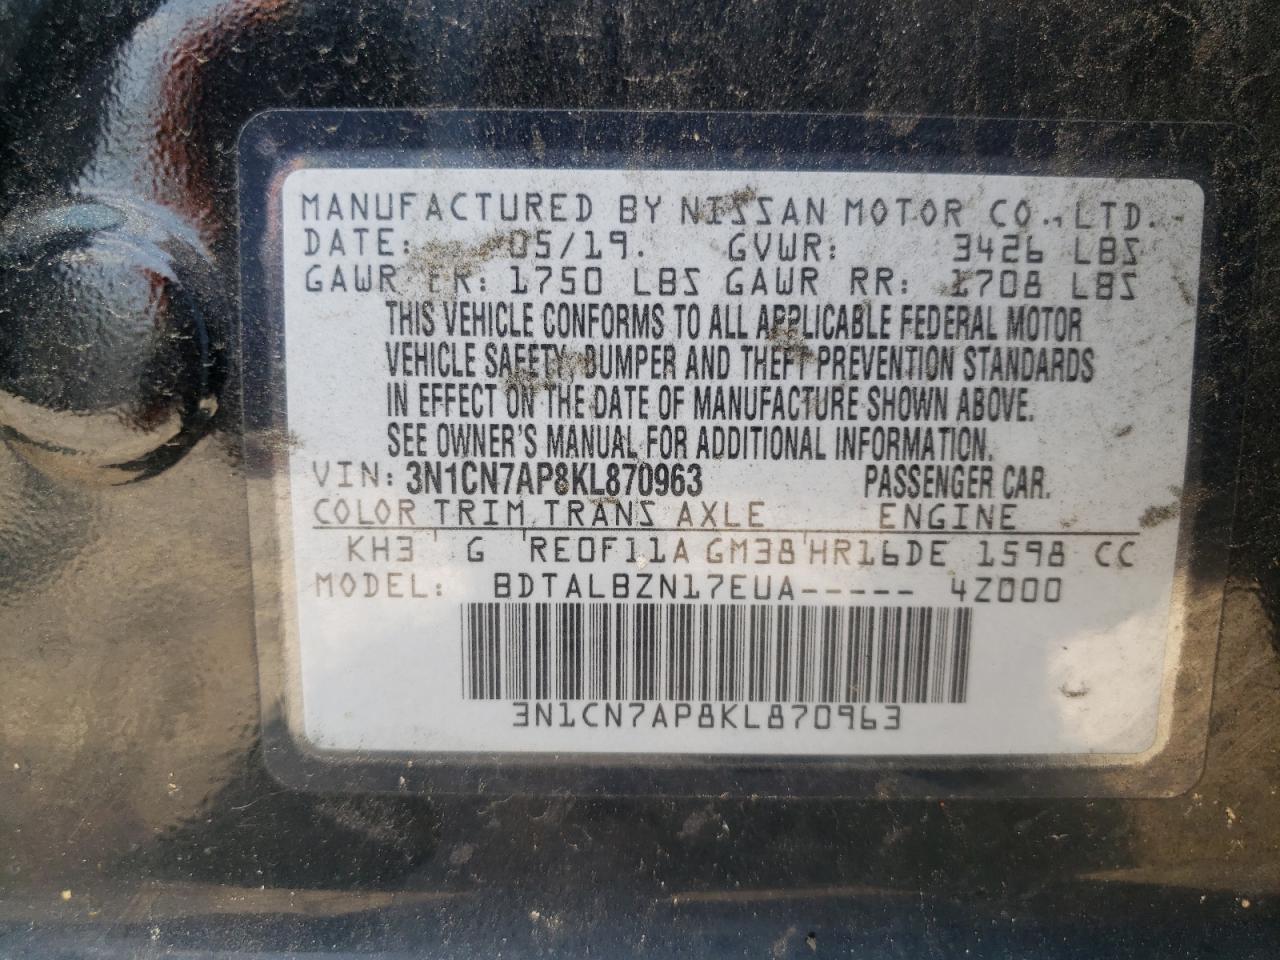 MANUFACTURED BY NISSAN MOTOR CO., LTD.
DATE: 05/19. GVWR: 3426 LBS
GAWR FR: 1750 LBS GAWR RR: 1708 LBS
THIS VEHICLE CONFORMS TO ALL APPLICABLE FEDERAL MOTOR
VEHICLE SAFETY, BUMPER AND THEFT PREVENTION STANDARDS
IN EFFECT ON THE DATE OF MANUFACTURE SHOWN ABOVE.
SEE OWNER'S MANUAL FOR ADDITIONAL INFORMATION.
VIN: 3N1CN7AP8KL870963 PASSENGER CAR.
COLOR TRIM TRANS AXLE ENGINE
KH3 G RE0F11A GM38 HR16DE 1598 CC
MODEL: BDTALBZN17EUA----- 4Z000
3N1CN7AP8KL870963